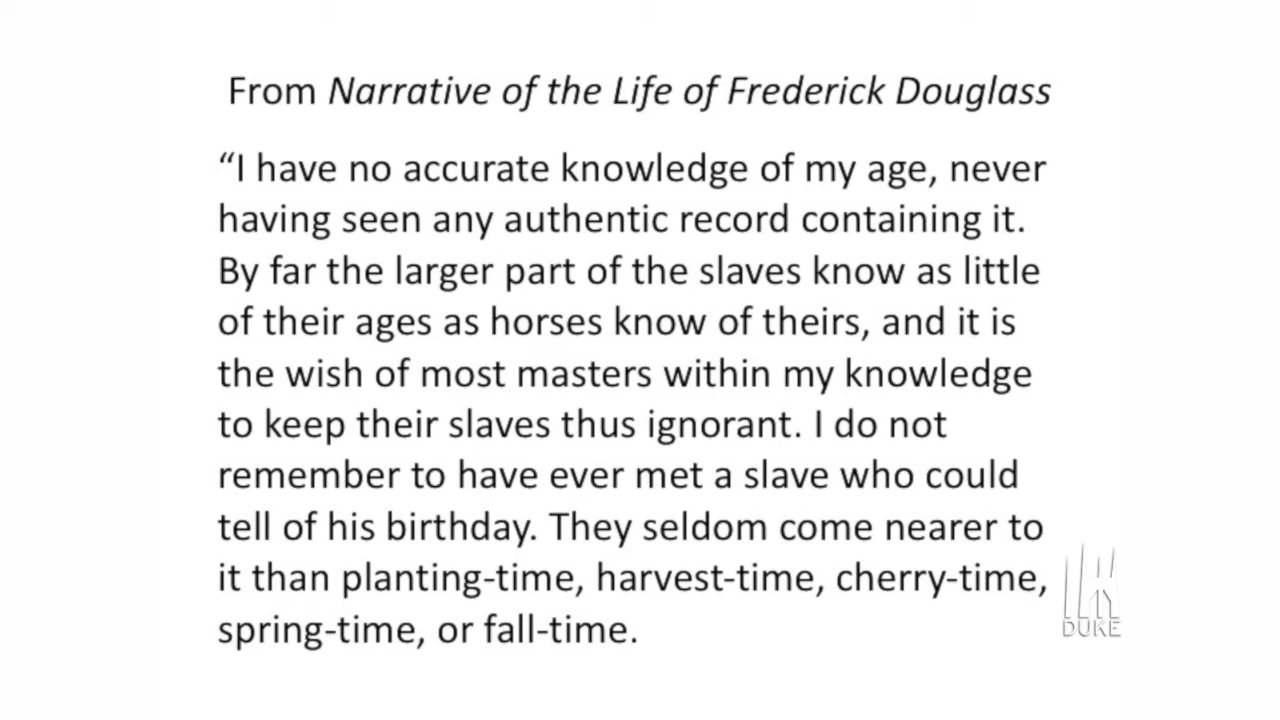 From Narrative of the Life of Frederick Douglass
“I have no accurate knowledge of my age, never
having seen any authentic record containing it.
By far the larger part of the slaves know as little
of their ages as horses know of theirs, and it is
the wish of most masters within my knowledge
to keep their slaves thus ignorant. I do not
remember to have ever met a slave who could
tell of his birthday. They seldom come nearer to
it than planting-time, harvest-time, cherry-time,
spring-time, or fall-time.
DUKE